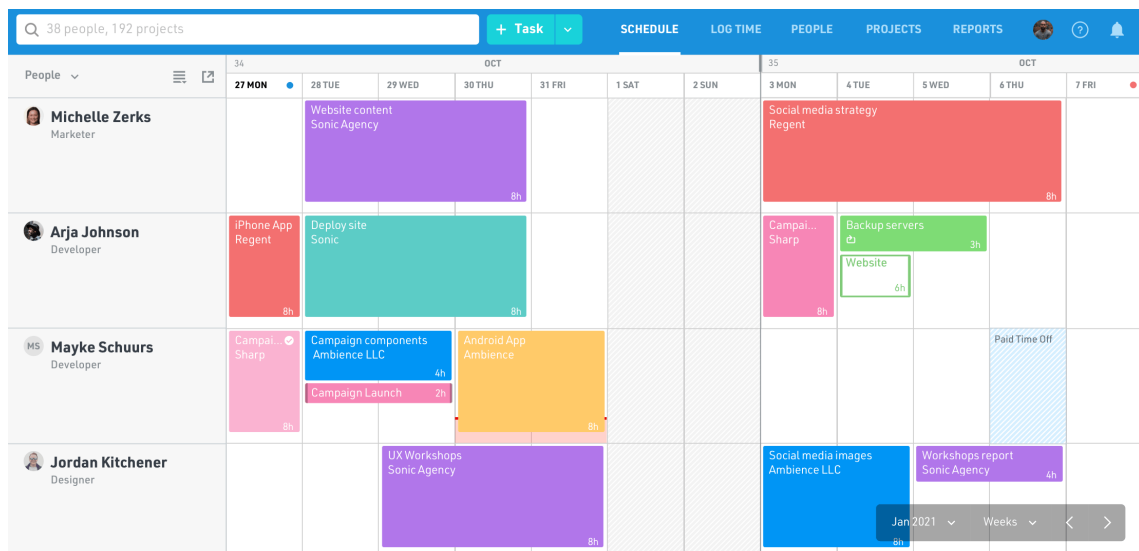 38 people, 192 projects
+ Task
SCHEDULE
LOG TIME
PEOPLE
PROJECTS
REPORTS
?
People
34
OCT
35
OCT
27 MON
28 TUE
29 WED
30 THU
31 FRI
1 SAT
2 SUN
3 MON
4 TUE
5 WED
6 THU
7 FRI
Michelle Zerks
Marketer
Website content
Sonic Agency
8h
Social media strategy
Regent
8h
Arja Johnson
Developer
iPhone App
Regent
8h
Deploy site
Sonic
8h
Campai...
Sharp
8h
Backup servers
3h
Website
6h
MS
Mayke Schuurs
Developer
Campai...
Sharp
8h
Campaign components
Ambience LLC
4h
Campaign Launch
2h
Android App
Ambience
8h
Paid Time Off
Jordan Kitchener
Designer
UX Workshops
Sonic Agency
8h
Social media images
Ambience LLC
8h
Workshops report
Sonic Agency
4h
Jan 2021
Weeks